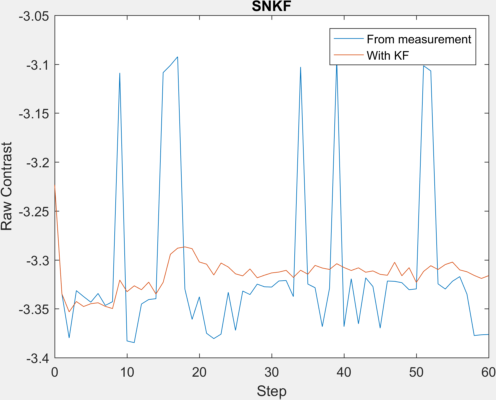 SNKF
-3.05
-3.1
-3.15
-3.2
-3.25
-3.3
-3.35
-3.4
Raw Contrast
From measurement
With KF
0 10 20 30 40 50 60
Step